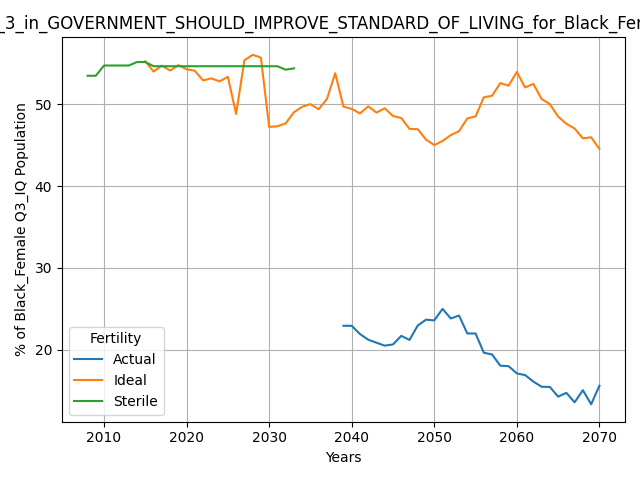 _3_in_GOVERNMENT_SHOULD_IMPROVE_STANDARD_OF_LIVING_for_Black_Fem
% of Black_Female Q3_IQ Population
50
40
30
20
Fertility
Actual
Ideal
Sterile
2010 2020 2030 2040 2050 2060 2070
Years